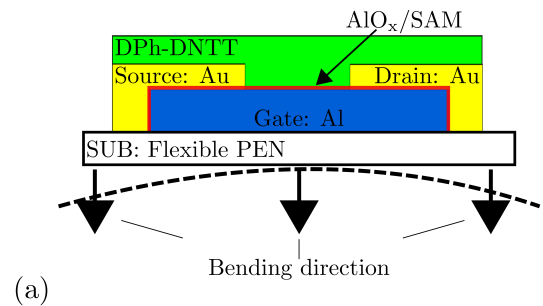 AlOₓ/SAM
DPh-DNTT
Source: Au
Drain: Au
Gate: Al
SUB: Flexible PEN
Bending direction
(a)